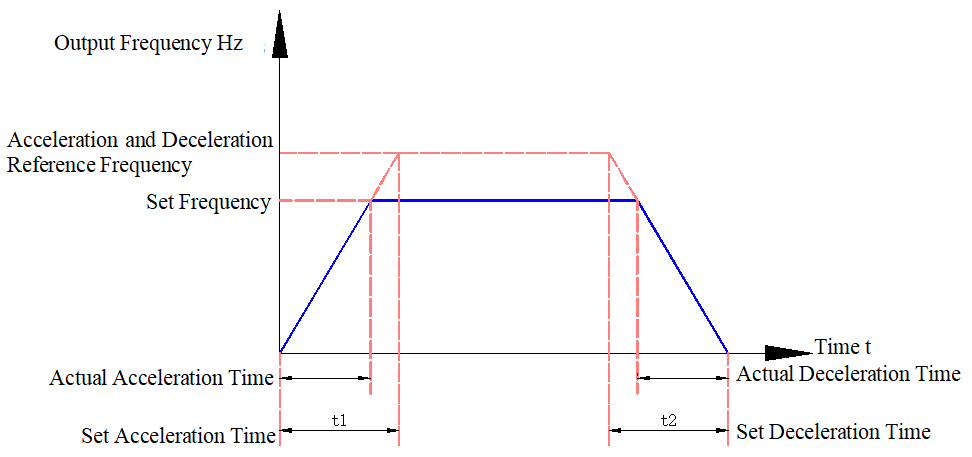 Output Frequency Hz
Acceleration and Deceleration
Reference Frequency
Set Frequency
Time t
Actual Acceleration Time
Actual Deceleration Time
t1
t2
Set Acceleration Time
Set Deceleration Time